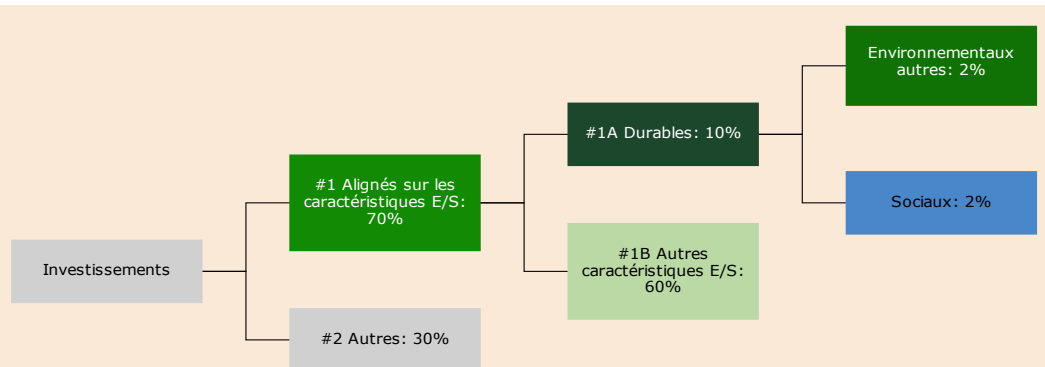 Investissements
#1 Alignés sur les
caractéristiques E/S:
70%
#2 Autres: 30%
#1A Durables: 10%
#1B Autres
caractéristiques E/S:
60%
Environnementaux
autres: 2%
Sociaux: 2%